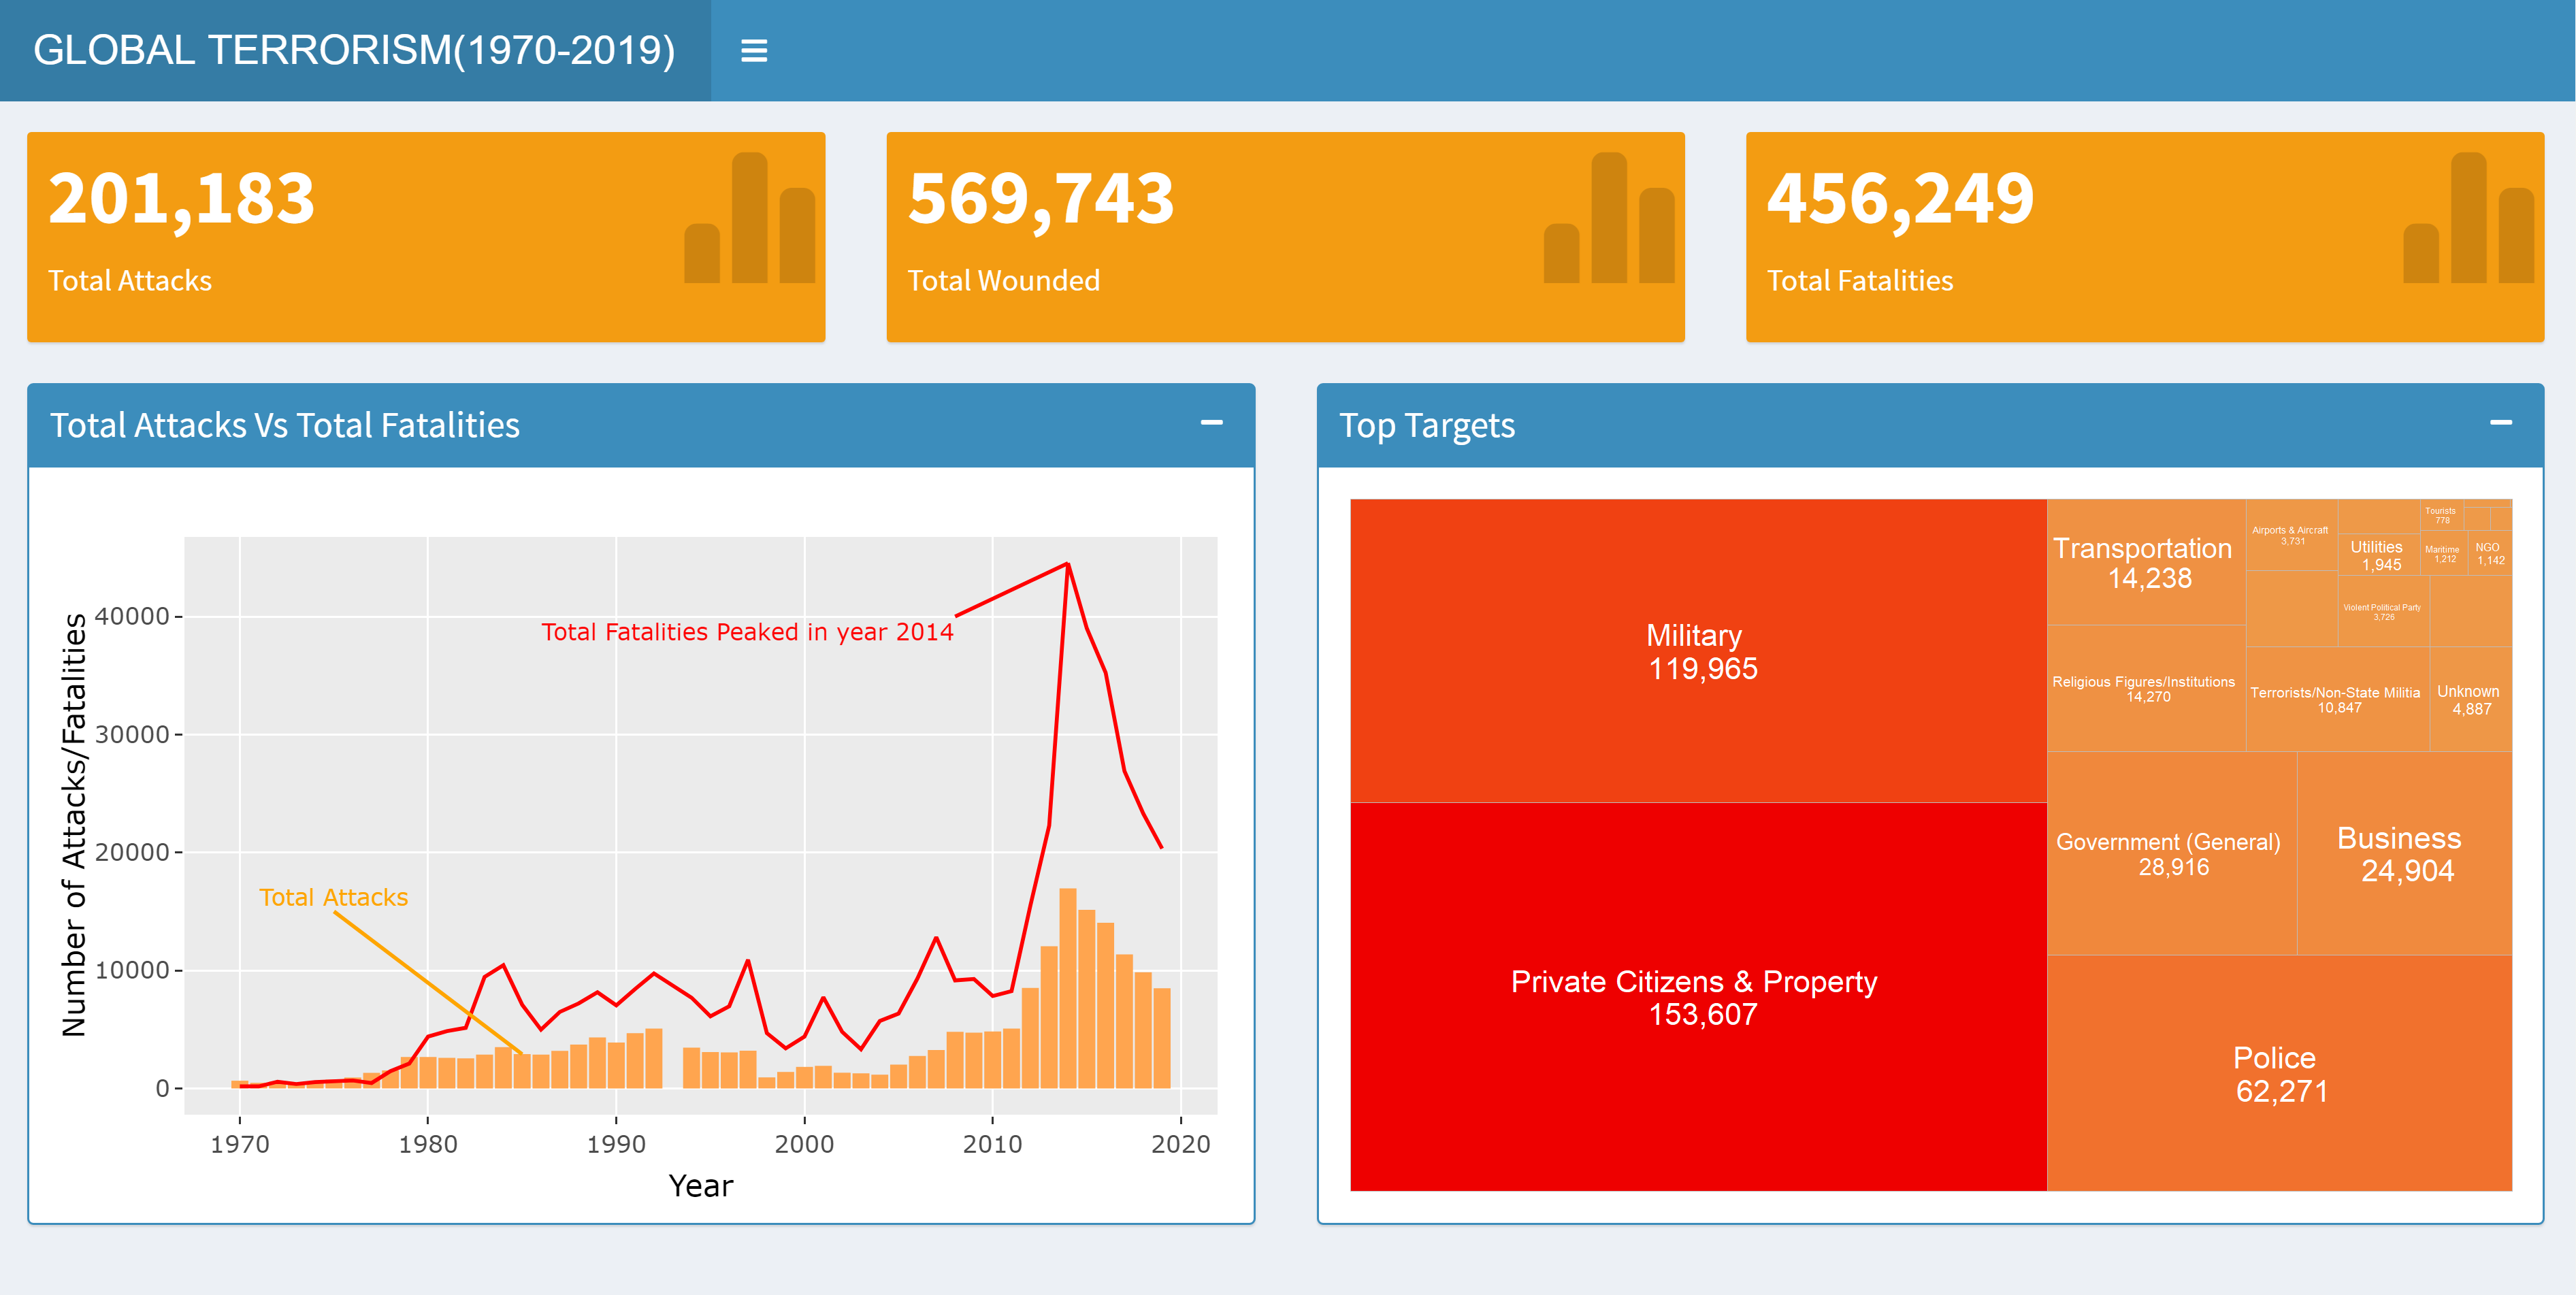 GLOBAL TERRORISM(1970-2019)
201,183
Total Attacks
569,743
Total Wounded
456,249
Total Fatalities
Total Attacks Vs Total Fatalities
Number of Attacks/Fatalities
40000
30000
20000
10000
0
Total Fatalities Peaked in year 2014
Total Attacks
1970
1980
1990
2000
2010
2020
Year
Top Targets
Military
119,965
Private Citizens & Property
153,607
Transportation
14,238
Religious Figures/Institutions
14,270
Airports & Aircraft
3,731
Utilities
1,945
Tourists
778
Maritime
1,212
NGO
1,142
Violent Political Party
3,726
Terrorists/Non-State Militia
10,847
Unknown
4,887
Government (General)
28,916
Business
24,904
Police
62,271